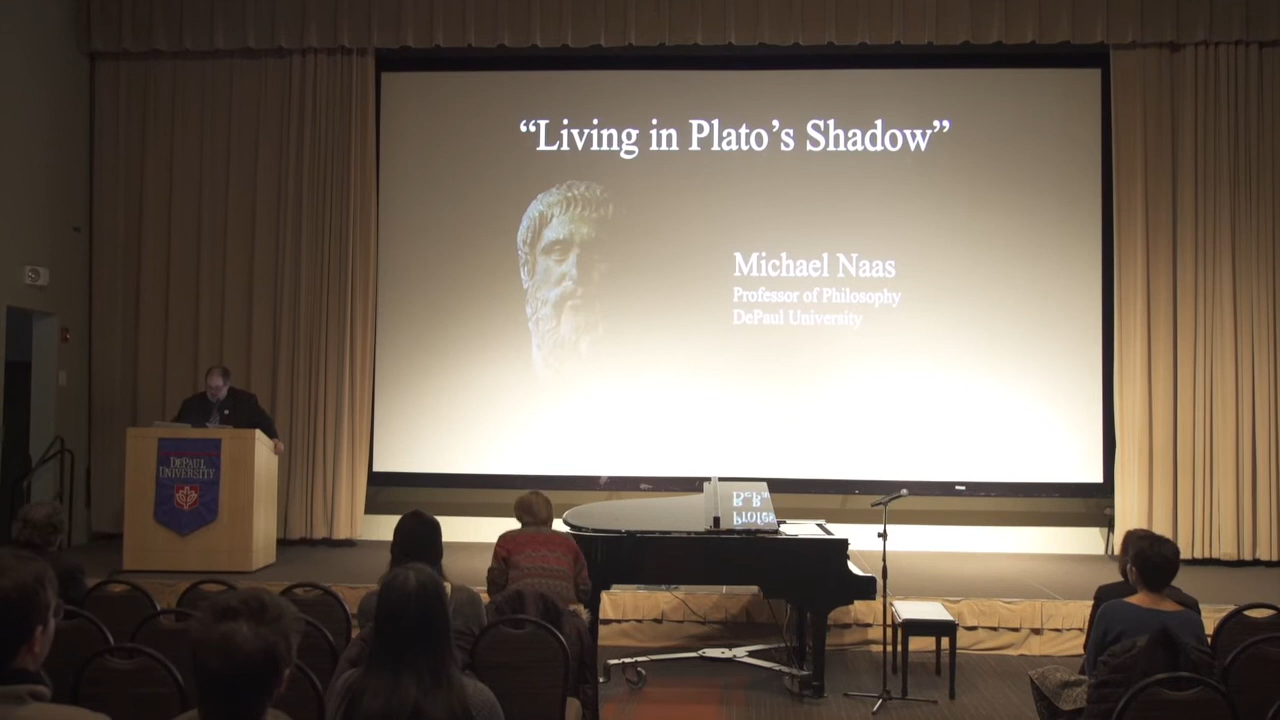 “Living in Plato’s Shadow”
Michael Naas
Professor of Philosophy
DePaul University
DEPAUL
UNIVERSITY